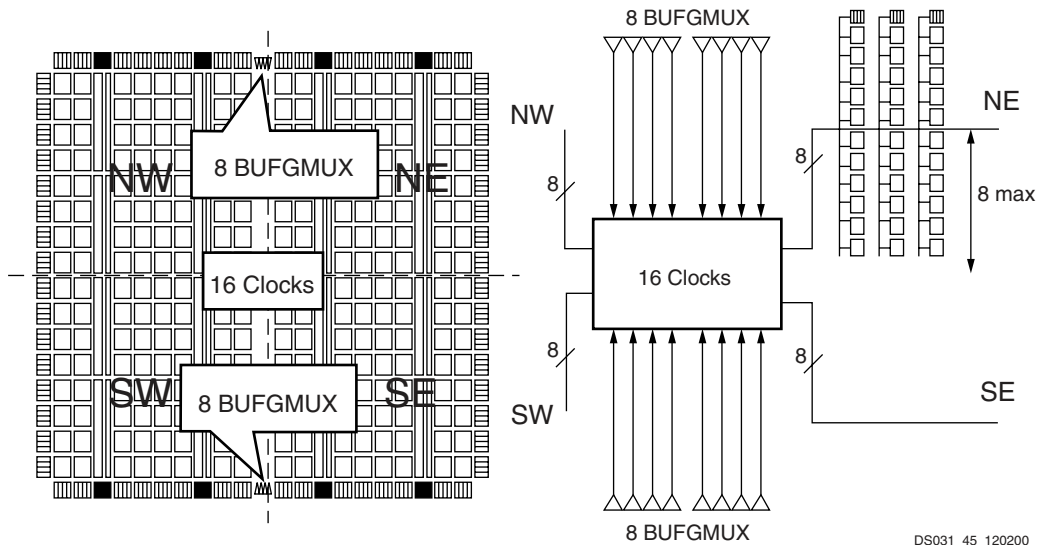 NW
8 BUFGMUX
NE
16 Clocks
SW
8 BUFGMUX
SE
8 BUFGMUX
NW
8
8
NE
8 max
16 Clocks
8
8
SW
SE
8 BUFGMUX
DS031_45_120200